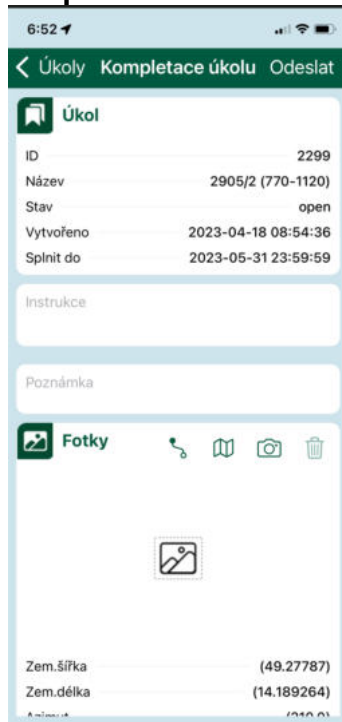 6:52
Úkoly Kompletace úkolu Odeslat
Úkol
ID 2299
Název 2905/2 (770-1120)
Stav open
Vytvořeno 2023-04-18 08:54:36
Splnit do 2023-05-31 23:59:59
Instrukce
Poznámka
Fotky
Zem.šířka (49.27787)
Zem.délka (14.189264)